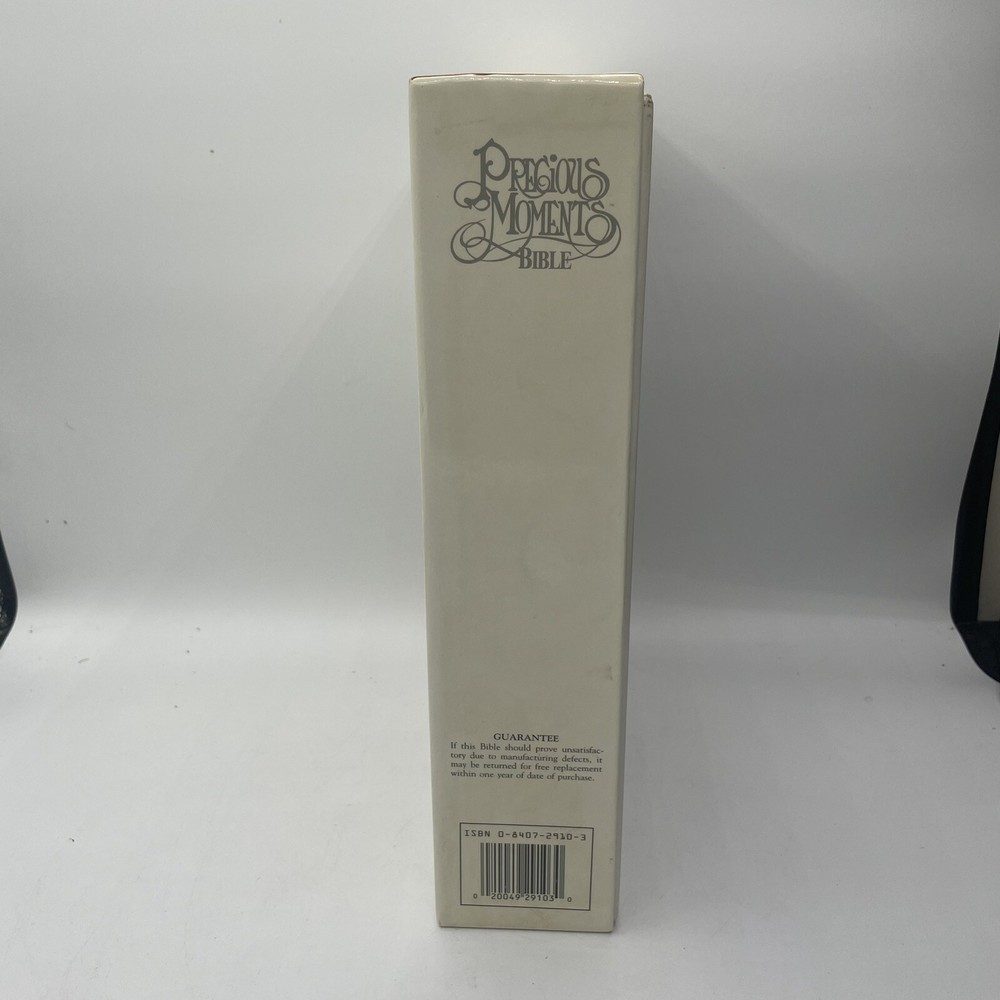 PRECIOUS
MOMENTS
BIBLE
GUARANTEE
If this Bible should prove unsatisfac-
tory due to manufacturing defects, it
may be returned for free replacement
within one year of date of purchase.
ISBN 0-8407-2910-3
0 20049 29103 0